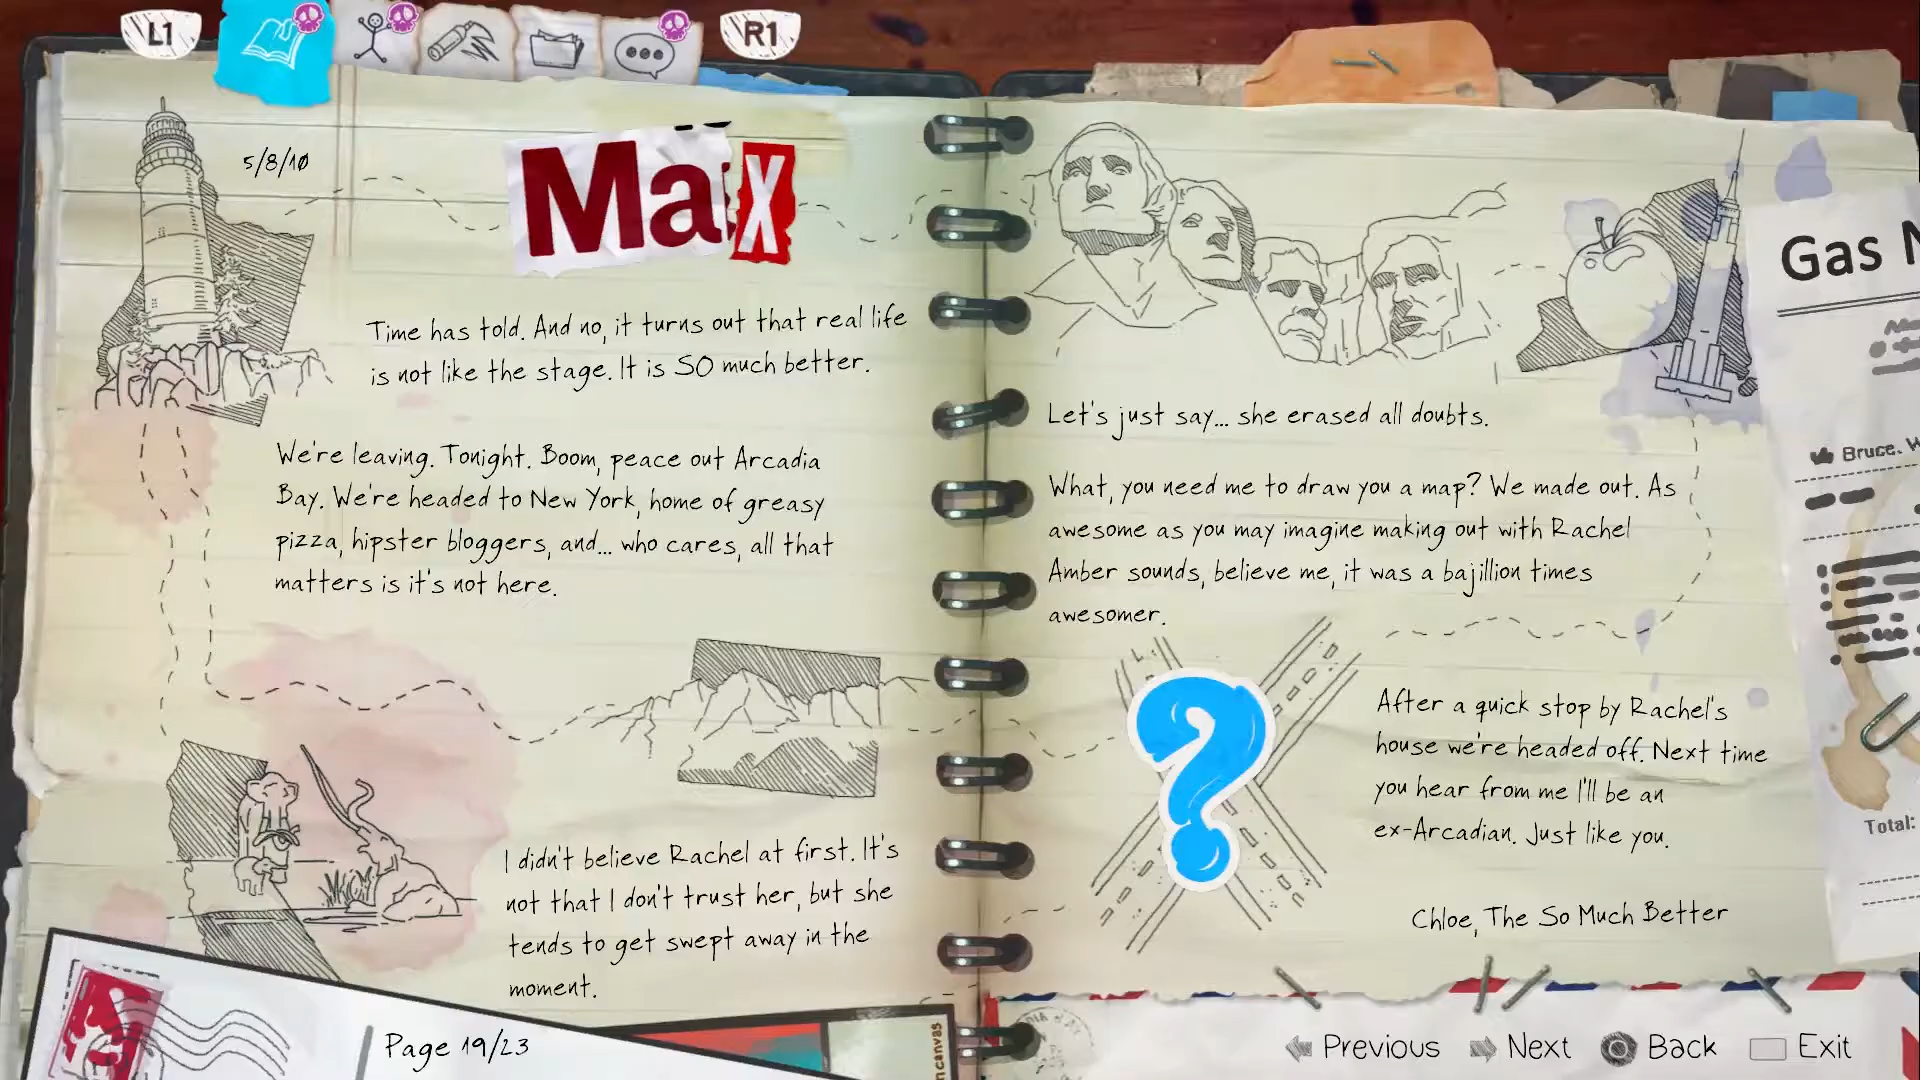 L1
R1
5/8/10
Max
Time has told. And no, it turns out that real life
is not like the stage. It is SO much better.
We're leaving. Tonight. Boom, peace out Arcadia
Bay. We're headed to New York, home of greasy
pizza, hipster bloggers, and... who cares, all that
matters is it's not here.
I didn't believe Rachel at first. It's
not that I don't trust her, but she
tends to get swept away in the
moment.
Page 19/23
Let's just say... she erased all doubts.
What, you need me to draw you a map? We made out. As
awesome as you may imagine making out with Rachel
Amber sounds, believe me, it was a bajillion times
awesomer.
?
After a quick stop by Rachel's
house we're headed off. Next time
you hear from me I'll be an
ex-Arcadian. Just like you.
Chloe, The So Much Better
Gas
Bruce.
Total:
Previous
Next
Back
Exit